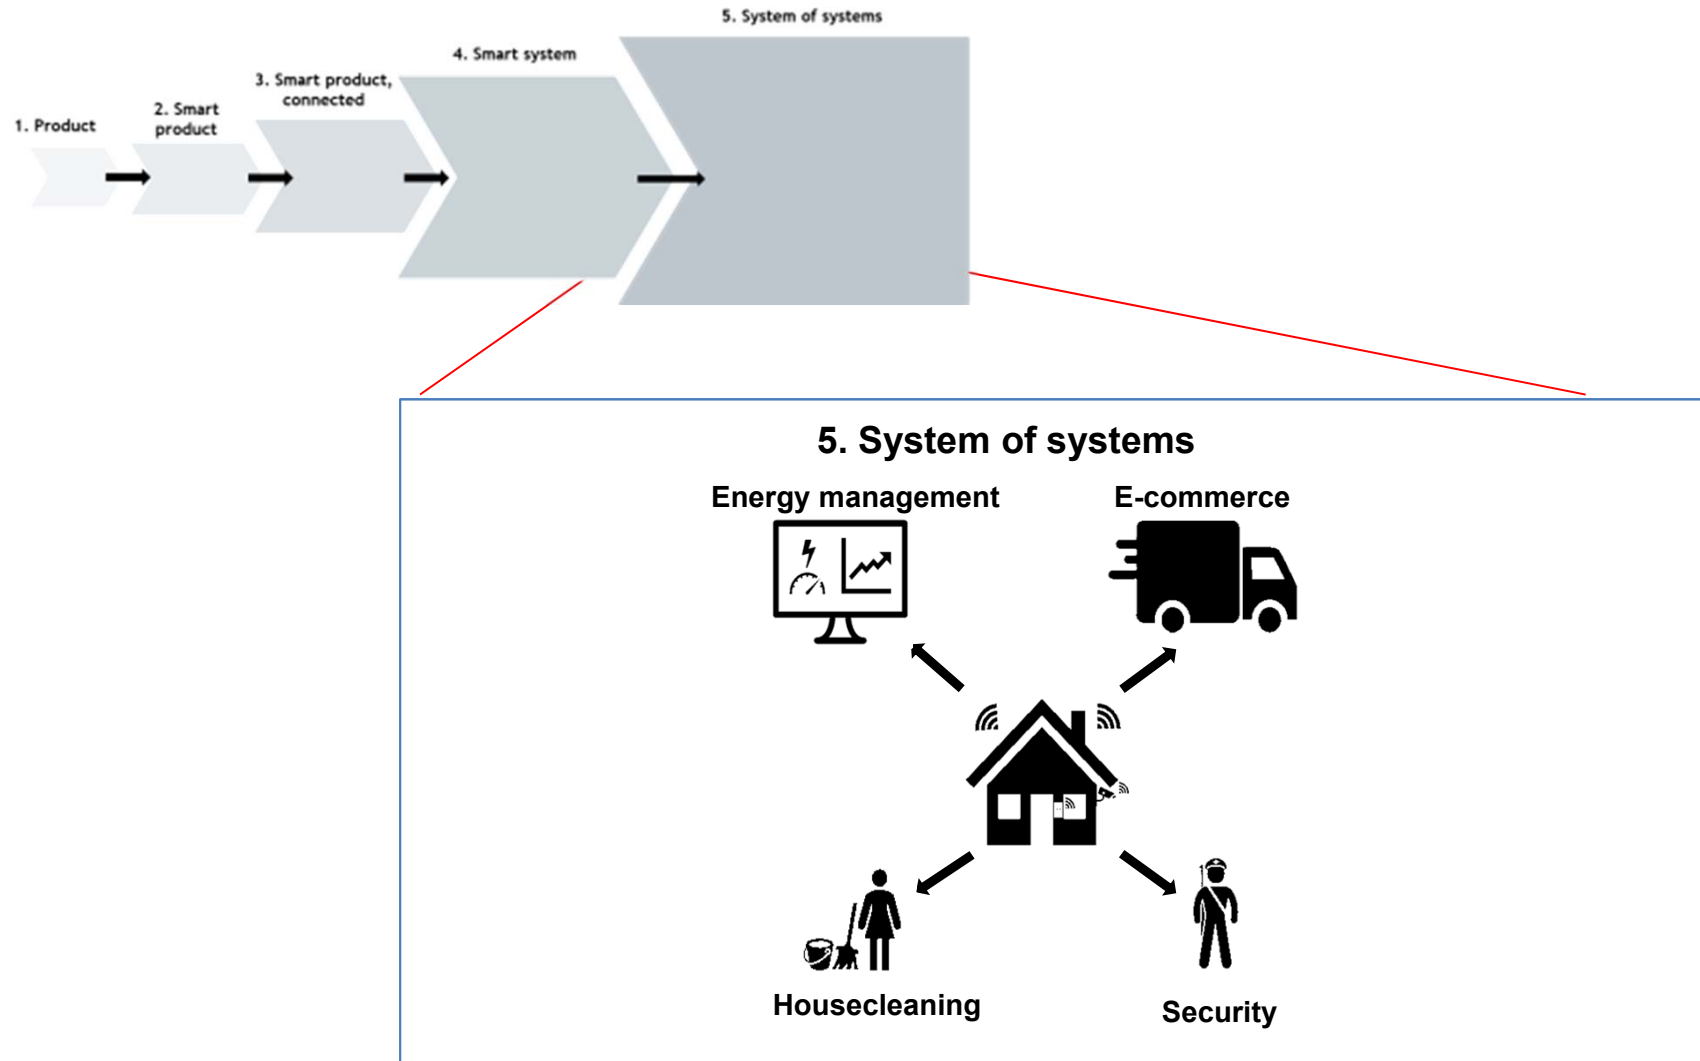 5. System of systems
4. Smart system
3. Smart product,
connected
2. Smart
product
1. Product
5. System of systems
Energy management
E-commerce
Housecleaning
Security